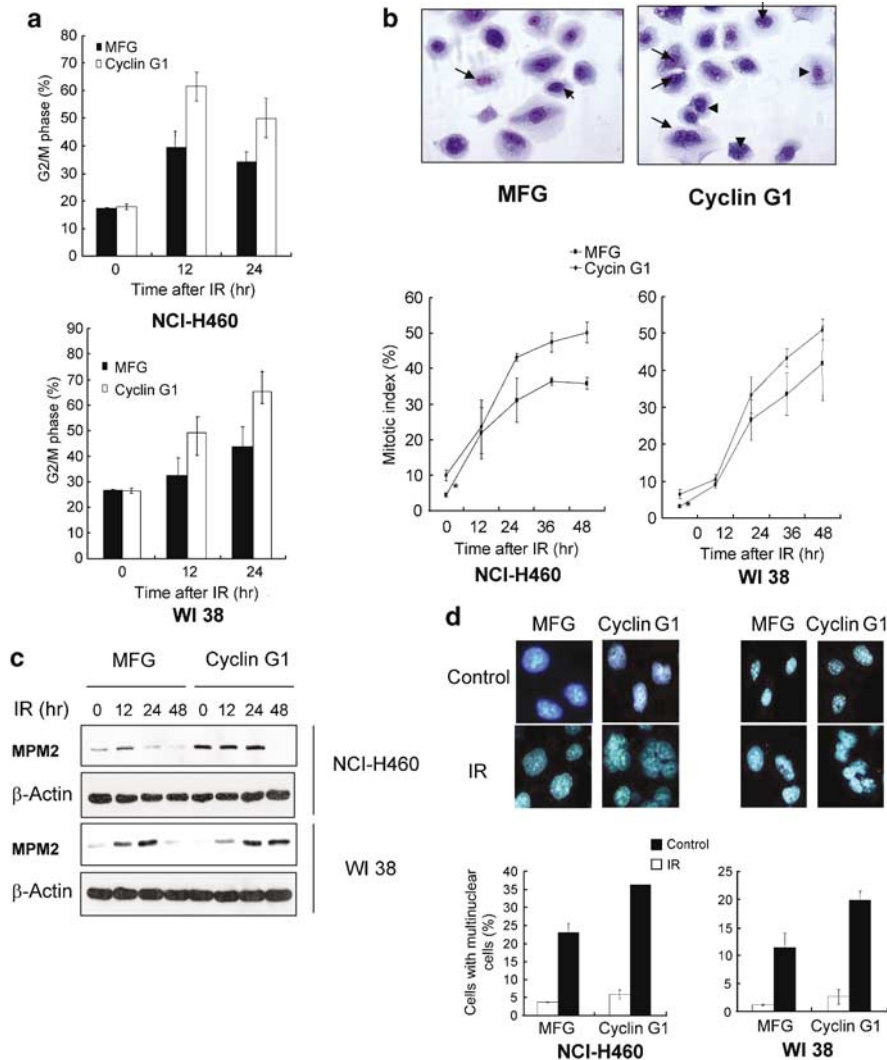 a
MFG
Cyclin G1
G2/M phase (%)
80
70
60
50
40
30
20
10
0
0 12 24
Time after IR (hr)
NCI-H460
G2/M phase (%)
90
80
70
60
50
40
30
20
10
0
MFG
Cyclin G1
0 12 24
Time after IR (hr)
WI 38
b
MFG Cyclin G1
MFG
Cycin G1
Mitotic index (%)
60
50
40
30
20
10
0
*
0 12 24 36 48
Time after IR (hr)
NCI-H460
60
50
40
30
20
10
0
*
0 12 24 36 48
Time after IR (hr)
WI 38
c
MFG Cyclin G1
IR (hr) 0 12 24 48 0 12 24 48
MPM2
β-Actin
NCI-H460
MPM2
β-Actin
WI 38
d
MFG Cyclin G1 MFG Cyclin G1
Control
IR
Control
IR
Cells with multinuclear
cells (%)
40
35
30
25
20
15
10
5
0
MFG Cyclin G1
NCI-H460
25
20
15
10
5
0
MFG Cyclin G1
WI 38